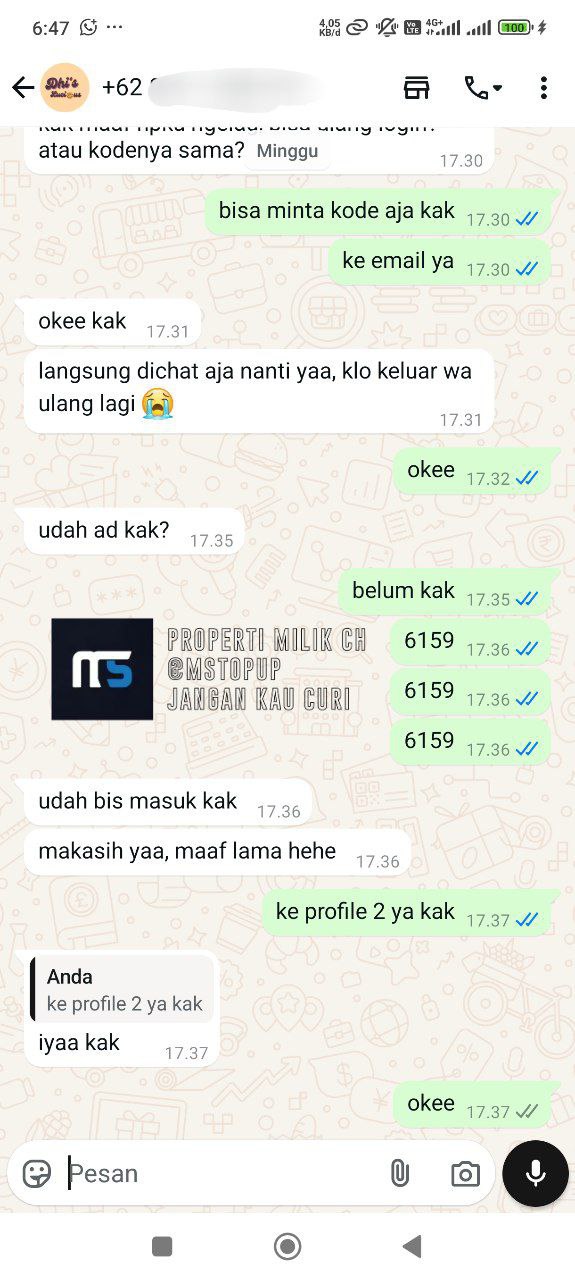 6:47
4,05
KB/d
Vo
LTE
4G+
100
Dhi's
+62
atau kodenya sama?
Minggu
17.30
bisa minta kode aja kak 17.30
ke email ya 17.30
okee kak 17.31
langsung dichat aja nanti yaa, klo keluar wa
ulang lagi 😭
17.31
okee 17.32
udah ad kak? 17.35
belum kak 17.35
PROPERTI MILIK CH
@MSTOPUP
JANGAN KAU CURI
MS
6159 17.36
6159 17.36
6159 17.36
udah bis masuk kak 17.36
makasih yaa, maaf lama hehe 17.36
ke profile 2 ya kak 17.37
Anda
ke profile 2 ya kak
iyaa kak 17.37
okee 17.37
Pesan